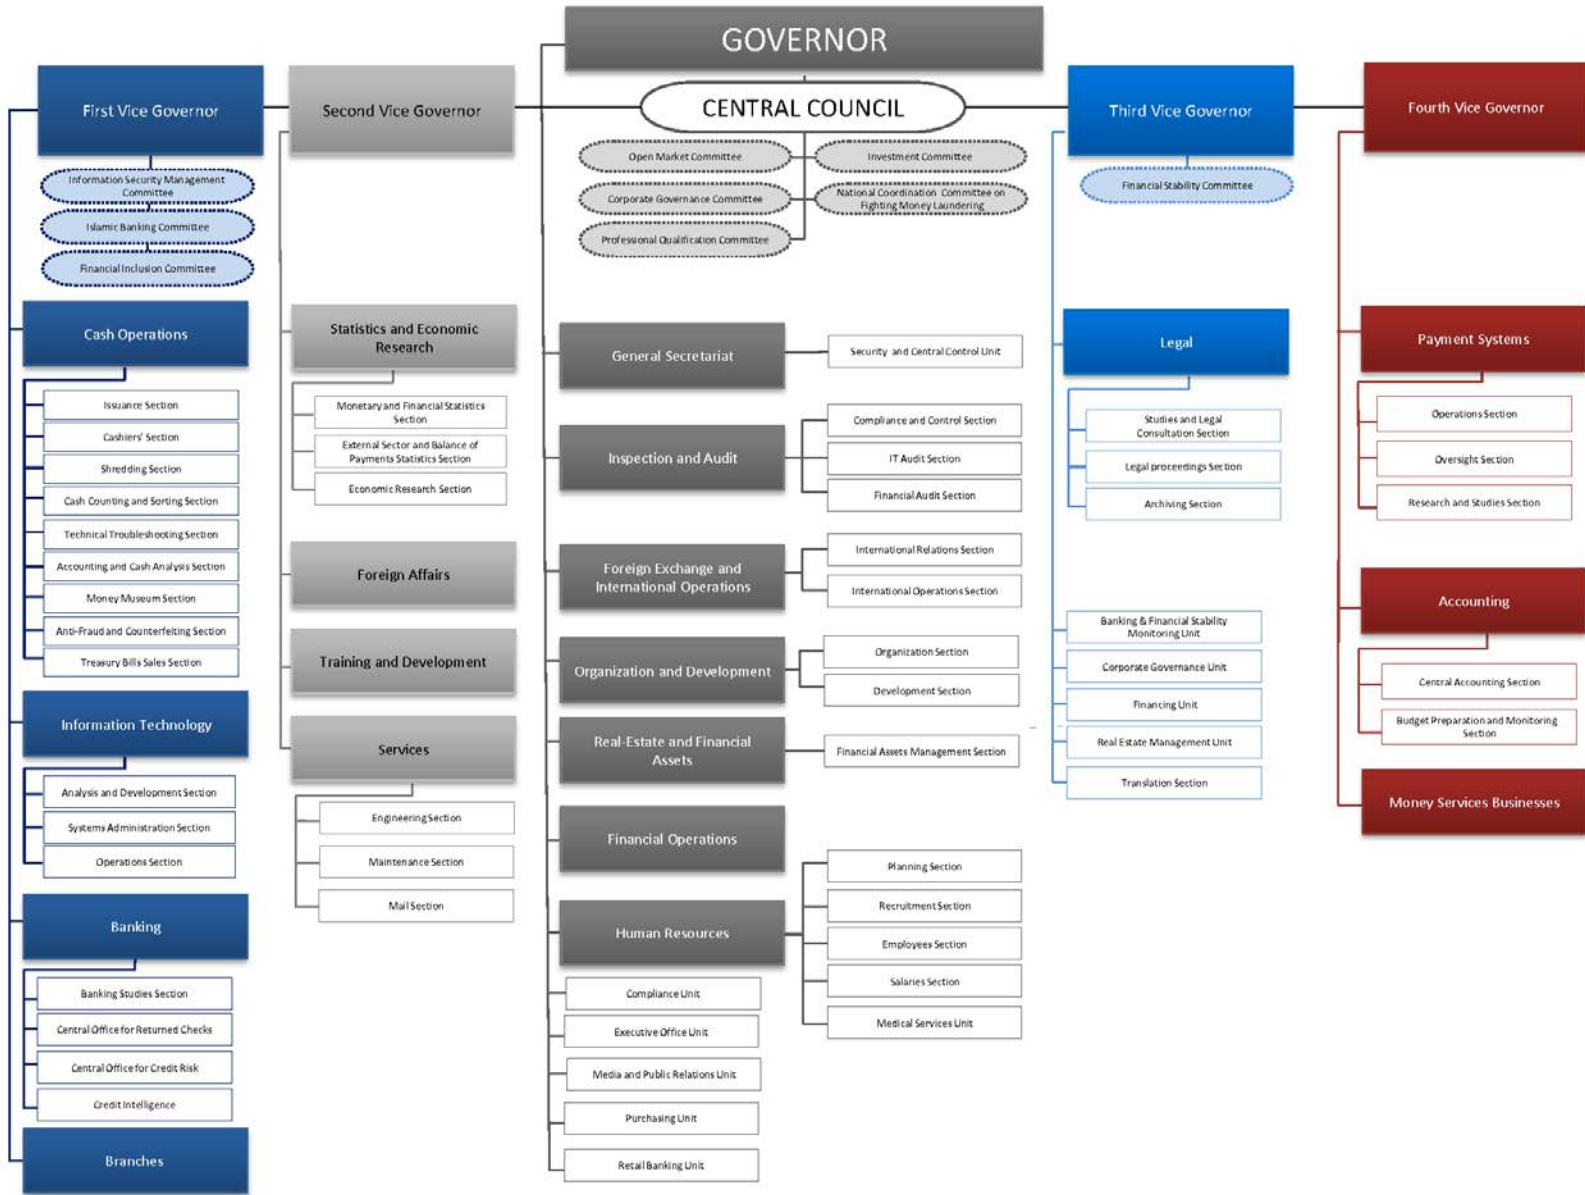 GOVERNOR
CENTRAL COUNCIL
Open Market Committee
Investment Committee
Corporate Governance Committee
National Coordination Committee on
Fighting Money Laundering
Professional Qualification Committee
First Vice Governor
Information Security Management
Committee
Islamic Banking Committee
Financial Inclusion Committee
Cash Operations
Issuance Section
Cashiers' Section
Shredding Section
Cash Counting and Sorting Section
Technical Troubleshooting Section
Accounting and Cash Analysis Section
Money Museum Section
Anti-Fraud and Counterfeiting Section
Treasury Bills Sales Section
Information Technology
Analysis and Development Section
Systems Administration Section
Operations Section
Banking
Banking Studies Section
Central Office for Returned Checks
Central Office for Credit Risk
Credit Intelligence
Branches
Second Vice Governor
Statistics and Economic
Research
Monetary and Financial Statistics
Section
External Sector and Balance of
Payments Statistics Section
Economic Research Section
Foreign Affairs
Training and Development
Services
Engineering Section
Maintenance Section
Mail Section
General Secretariat
Security and Central Control Unit
Inspection and Audit
Compliance and Control Section
IT Audit Section
Financial Audit Section
Foreign Exchange and
International Operations
International Relations Section
International Operations Section
Organization and Development
Organization Section
Development Section
Real-Estate and Financial
Assets
Financial Assets Management Section
Financial Operations
Human Resources
Planning Section
Recruitment Section
Employees Section
Salaries Section
Medical Services Unit
Compliance Unit
Executive Office Unit
Media and Public Relations Unit
Purchasing Unit
Retail Banking Unit
Third Vice Governor
Financial Stability Committee
Legal
Studies and Legal
Consultation Section
Legal proceedings Section
Archiving Section
Banking & Financial Stability
Monitoring Unit
Corporate Governance Unit
Financing Unit
Real Estate Management Unit
Translation Section
Fourth Vice Governor
Payment Systems
Operations Section
Oversight Section
Research and Studies Section
Accounting
Central Accounting Section
Budget Preparation and Monitoring
Section
Money Services Businesses